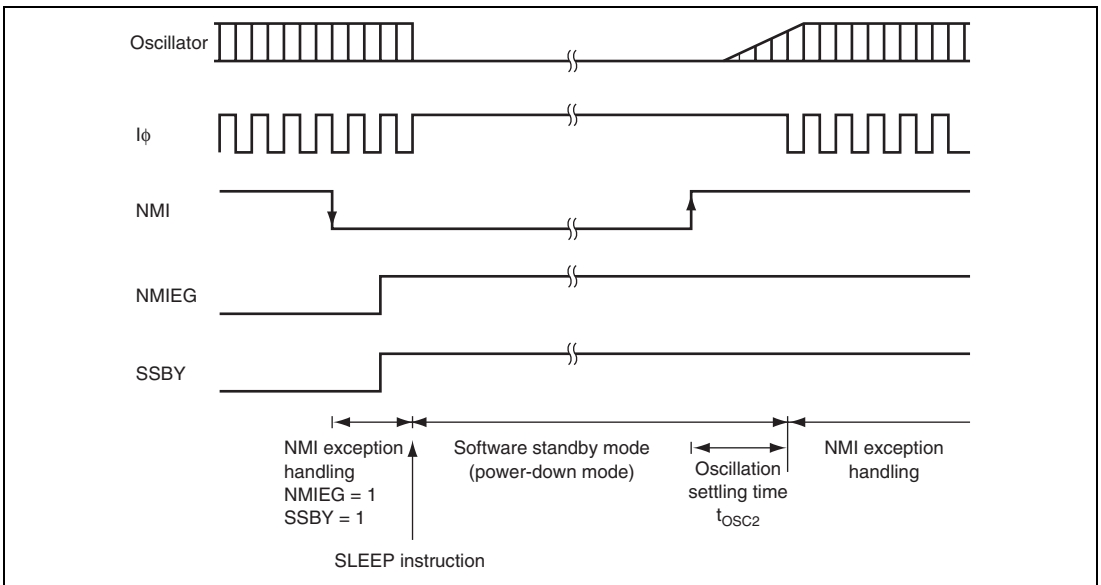 Oscillator
Iφ
NMI
NMIEG
SSBY
NMI exception
handling
NMIEG = 1
SSBY = 1
Software standby mode
(power-down mode)
Oscillation
settling time
tOSC2
NMI exception
handling
SLEEP instruction